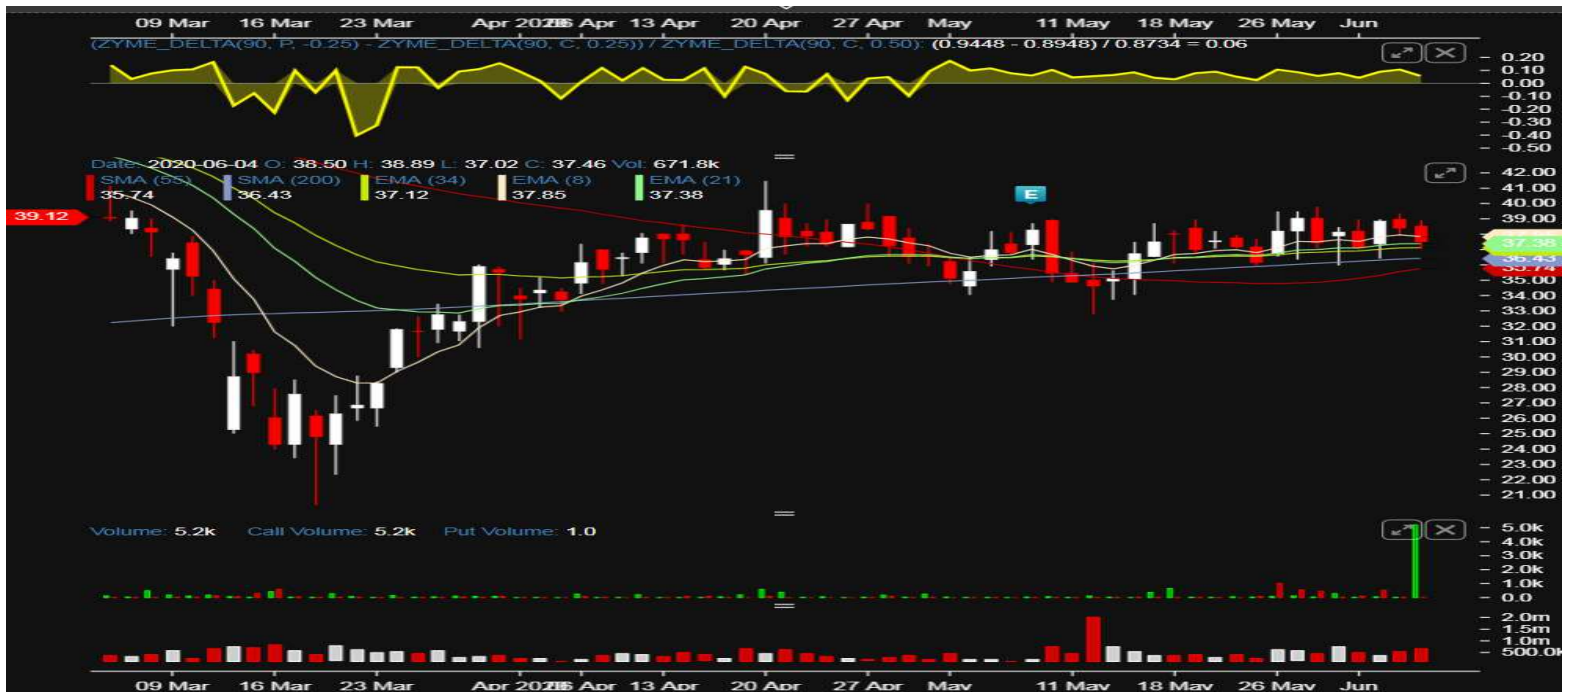 09 Mar 16 Mar 23 Mar Apr 2020 06 Apr 13 Apr 20 Apr 27 Apr May 11 May 18 May 26 May Jun
(ZYME_DELTA(90, P, -0.25) - ZYME_DELTA(90, C, 0.25)) / ZYME_DELTA(90, C, 0.50): (0.9448 - 0.8948) / 0.8734 = 0.06
0.20
0.10
0.00
-0.10
-0.20
-0.30
-0.40
-0.50
Date: 2020-06-04 O: 38.50 H: 38.89 L: 37.02 C: 37.46 Vol: 671.8k
SMA (55) SMA (200) EMA (34) EMA (8) EMA (21)
35.74 36.43 37.12 37.85 37.38
42.00
41.00
40.00
E
39.12
39.00
37.38
36.43
35.74
35.00
34.00
33.00
32.00
31.00
30.00
29.00
28.00
27.00
26.00
25.00
24.00
23.00
22.00
21.00
Volume: 5.2k Call Volume: 5.2k Put Volume: 1.0
5.0k
4.0k
3.0k
2.0k
1.0k
0.0
2.0m
1.5m
1.0m
500.0k
09 Mar 16 Mar 23 Mar Apr 2020 06 Apr 13 Apr 20 Apr 27 Apr May 11 May 18 May 26 May Jun